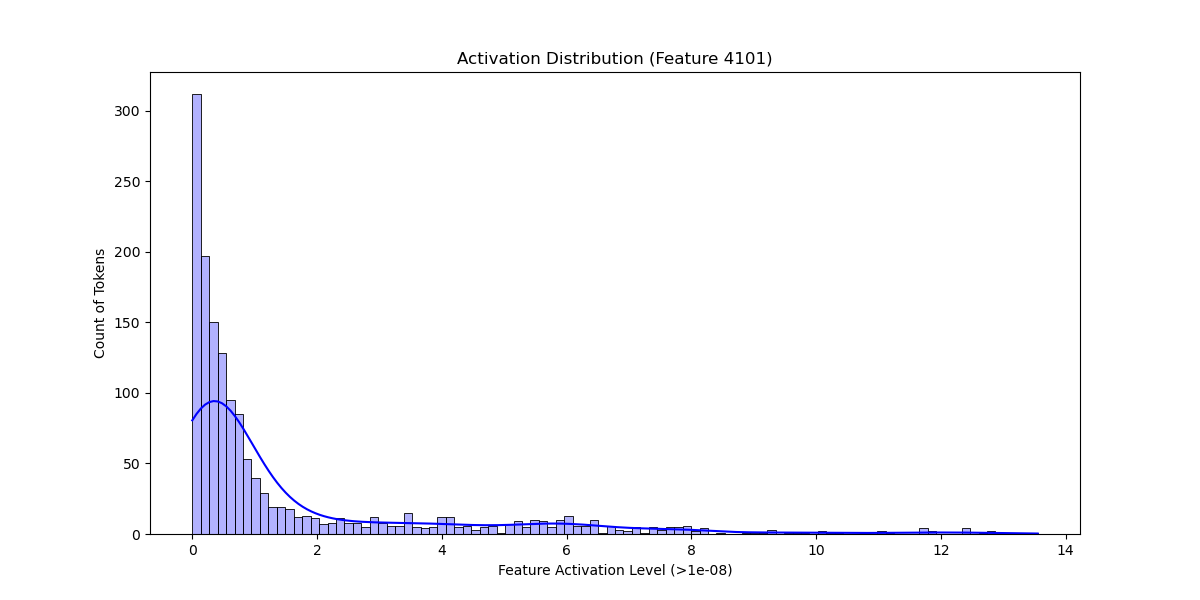 Activation Distribution (Feature 4101)
300
250
200
150
100
50
0
Count of Tokens
0 2 4 6 8 10 12 14
Feature Activation Level (>1e-08)